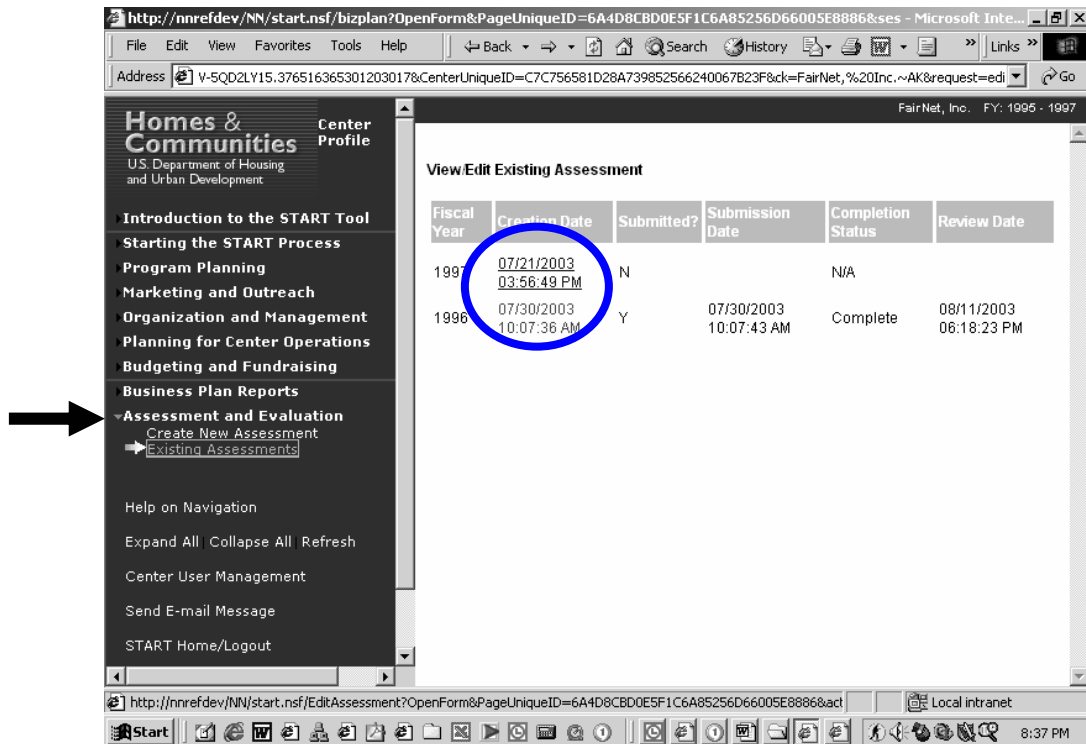 http://nnrefdev/NN/start.nsf/bizplan?OpenForm&PageUniqueID=6A4D8CBD0E5F1C6A85256D66005E8886&ses - Microsoft Inte...
File Edit View Favorites Tools Help
Back Search History Links
Address V-5QD2LY15.376516365301203017&CenterUniqueID=C7C756581D28A739852566240067B23F&ck=FairNet,%20Inc.~AK&request=edi Go
FairNet, Inc. FY: 1995 - 1997
Homes &
Communities
U.S. Department of Housing
and Urban Development
Center
Profile
Introduction to the START Tool
Starting the START Process
Program Planning
Marketing and Outreach
Organization and Management
Planning for Center Operations
Budgeting and Fundraising
Business Plan Reports
Assessment and Evaluation
Create New Assessment
Existing Assessments
Help on Navigation
Expand All | Collapse All | Refresh
Center User Management
Send E-mail Message
START Home/Logout
View/Edit Existing Assessment
Fiscal Year Creation Date Submitted? Submission Date Completion Status Review Date
1997 07/21/2003 03:56:49 PM N N/A
1996 07/30/2003 10:07:36 AM Y 07/30/2003 10:07:43 AM Complete 08/11/2003 06:18:23 PM
http://nnrefdev/NN/start.nsf/EditAssessment?OpenForm&PageUniqueID=6A4D8CBD0E5F1C6A85256D66005E8886&act
Local intranet
Start
8:37 PM